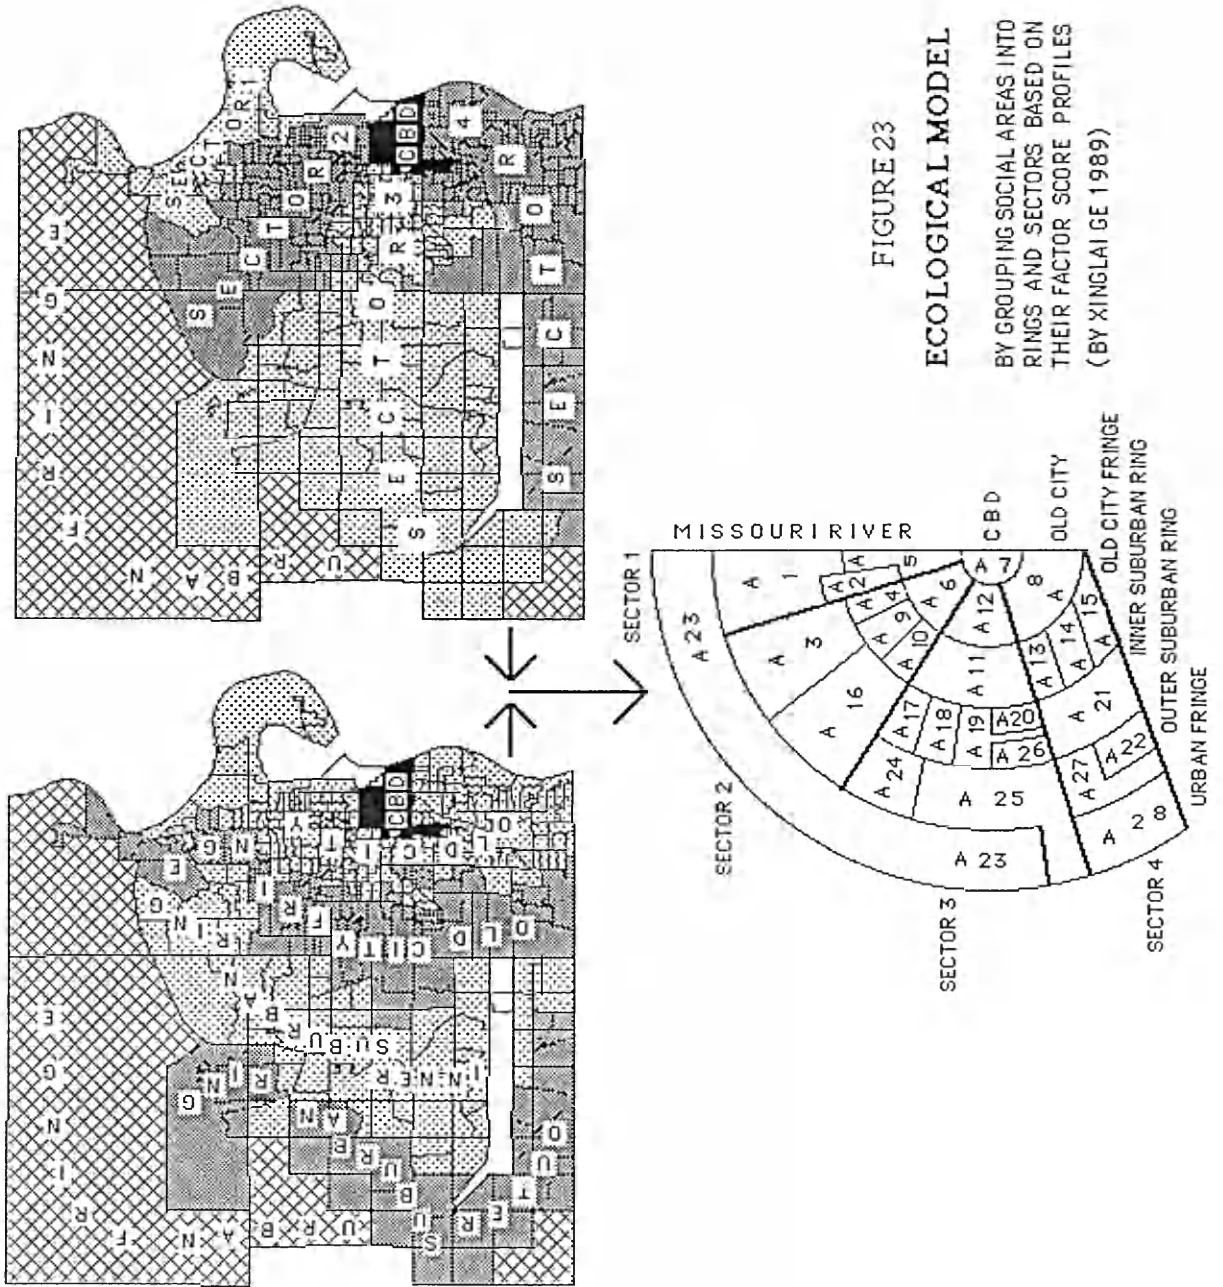 URBAN FRINGE
SECTOR 1
SECTOR 2
SECTOR 3
SECTOR 4
CBD
URBAN FRINGE
OUTER SUBURBAN RING
INNER SUBURBAN RING
OLD CITY FRINGE
OLD CITY
CBD
FIGURE 23
ECOLOGICAL MODEL
BY GROUPING SOCIAL AREAS INTO
RINGS AND SECTORS BASED ON
THEIR FACTOR SCORE PROFILES
(BY XINGLAI GE 1989)
SECTOR 1
MISSOURI RIVER
SECTOR 2
SECTOR 3
SECTOR 4
CBD
OLD CITY
OLD CITY FRINGE
INNER SUBURBAN RING
OUTER SUBURBAN RING
URBAN FRINGE
A 23
A 1
A 2
A 5
A 3
A 4
A 6
A 7
A 9
A 10
A 16
A 12
A 8
A 11
A 17
A 18
A 19
A 20
A 26
A 24
A 25
A 23
A 13
A 14
A 15
A 21
A 22
A 27
A 28